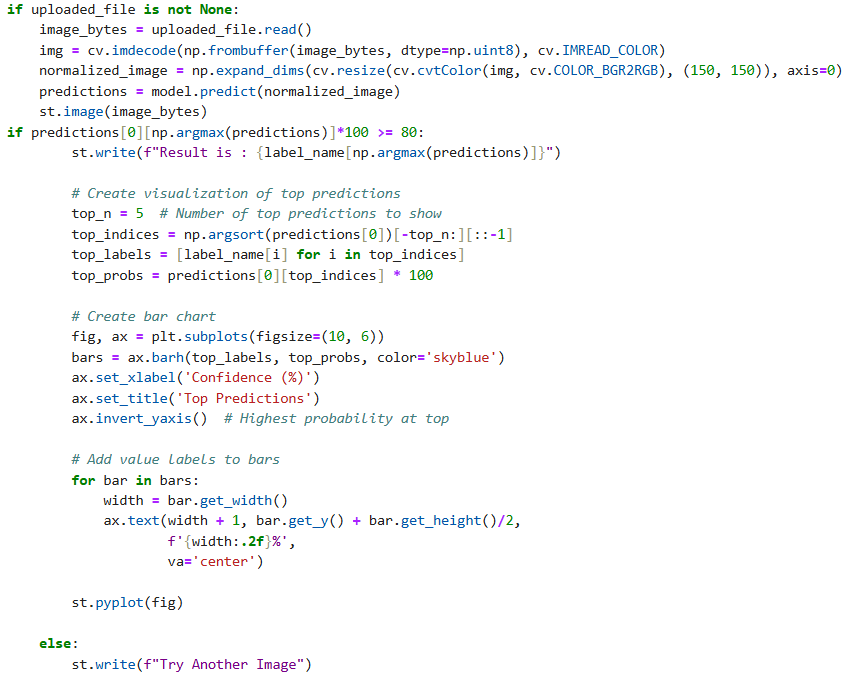 if uploaded_file is not None:
    image_bytes = uploaded_file.read()
    img = cv.imdecode(np.frombuffer(image_bytes, dtype=np.uint8), cv.IMREAD_COLOR)
    normalized_image = np.expand_dims(cv.resize(cv.cvtColor(img, cv.COLOR_BGR2RGB), (150, 150)), axis=0)
    predictions = model.predict(normalized_image)
    st.image(image_bytes)
if predictions[0][np.argmax(predictions)]*100 >= 80:
        st.write(f"Result is : {label_name[np.argmax(predictions)]}")

        # Create visualization of top predictions
        top_n = 5  # Number of top predictions to show
        top_indices = np.argsort(predictions[0])[-top_n:][::-1]
        top_labels = [label_name[i] for i in top_indices]
        top_probs = predictions[0][top_indices] * 100

        # Create bar chart
        fig, ax = plt.subplots(figsize=(10, 6))
        bars = ax.barh(top_labels, top_probs, color='skyblue')
        ax.set_xlabel('Confidence (%)')
        ax.set_title('Top Predictions')
        ax.invert_yaxis()  # Highest probability at top

        # Add value labels to bars
        for bar in bars:
            width = bar.get_width()
            ax.text(width + 1, bar.get_y() + bar.get_height()/2,
                    f'{width:.2f}%',
                    va='center')

        st.pyplot(fig)

    else:
        st.write(f"Try Another Image")